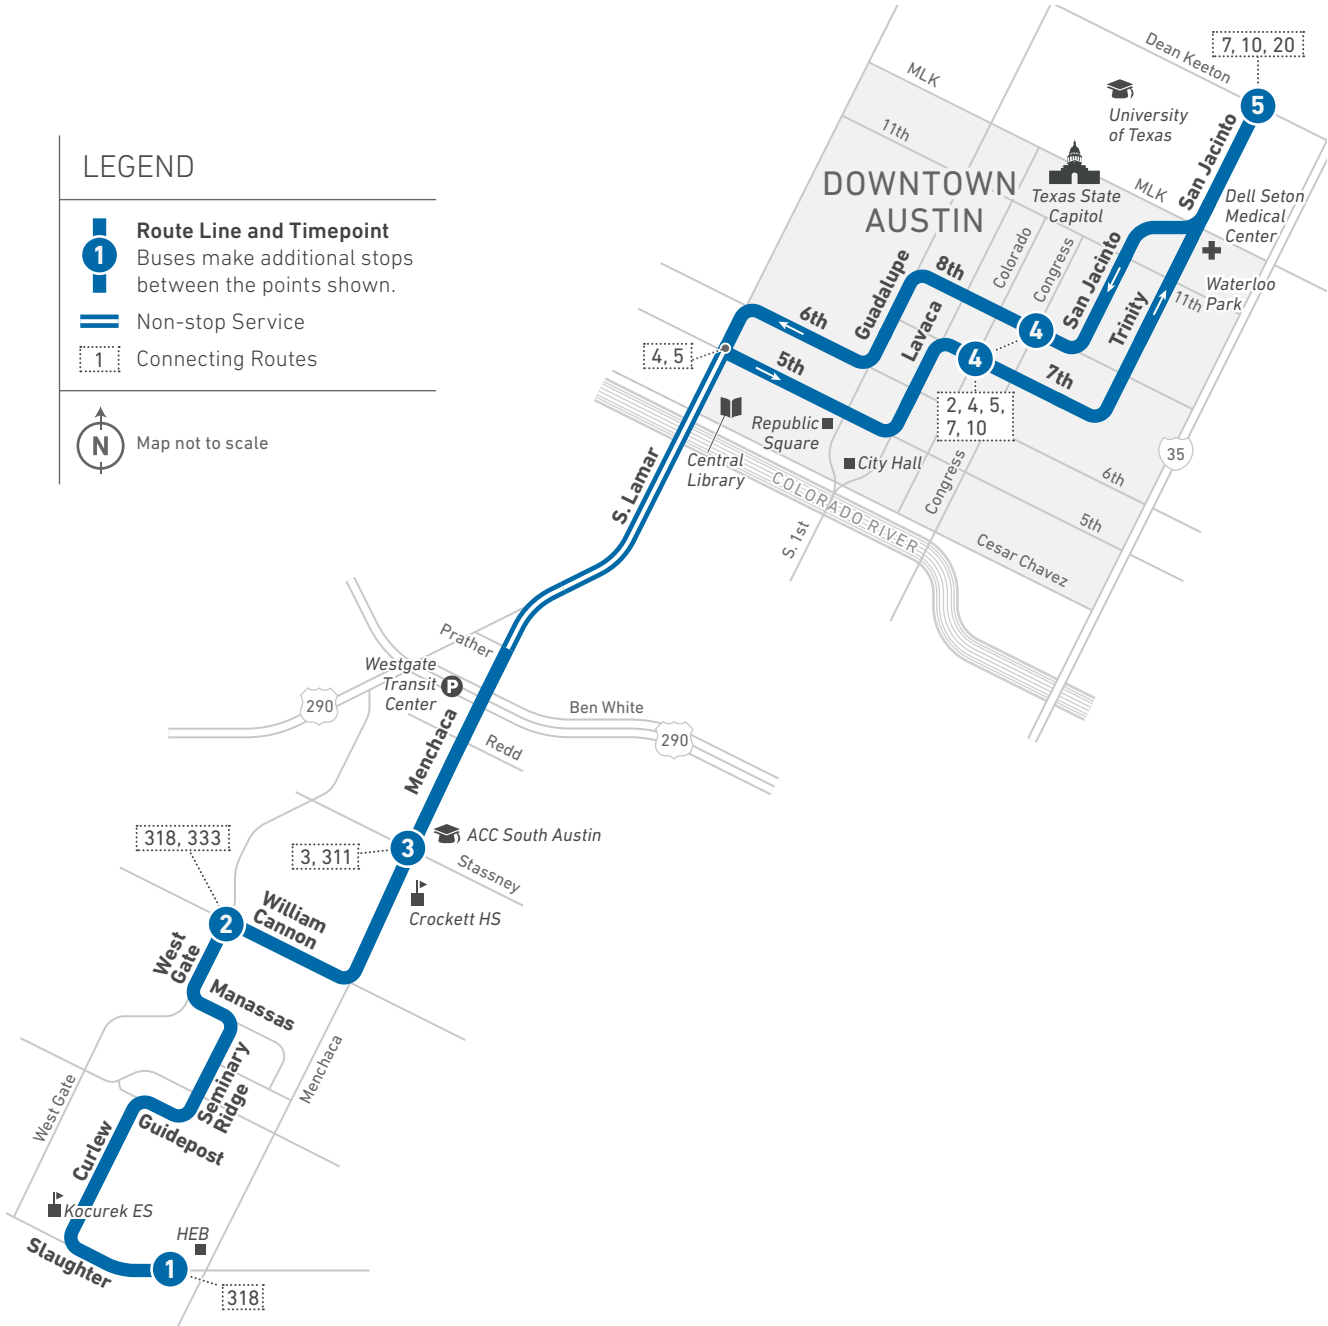 LEGEND
1
Route Line and Timepoint
Buses make additional stops
between the points shown.
Non-stop Service
1
Connecting Routes
N
Map not to scale
7, 10, 20
Dean Keeton
5
MLK
University
of Texas
San Jacinto
11th
DOWNTOWN
AUSTIN
Texas State
Capitol
MLK
Dell Seton
Medical
Center
Waterloo
Park
11th
Colorado
Congress
San Jacinto
Trinity
Guadalupe
8th
Lavaca
4
4
7th
6th
5th
4, 5
2, 4, 5,
7, 10
Republic
Square
City Hall
Central
Library
Congress
35
6th
5th
Cesar Chavez
COLORADO RIVER
S. 1st
S. Lamar
Prather
Westgate
Transit
Center
P
290
Ben White
290
Redd
Menchaca
3
ACC South Austin
3, 311
Stassney
Crockett HS
318, 333
2
William
Cannon
West
Gate
Manassas
Seminary
Ridge
Menchaca
West Gate
Guidepost
Curlew
Kocurek ES
HEB
Slaughter
1
318